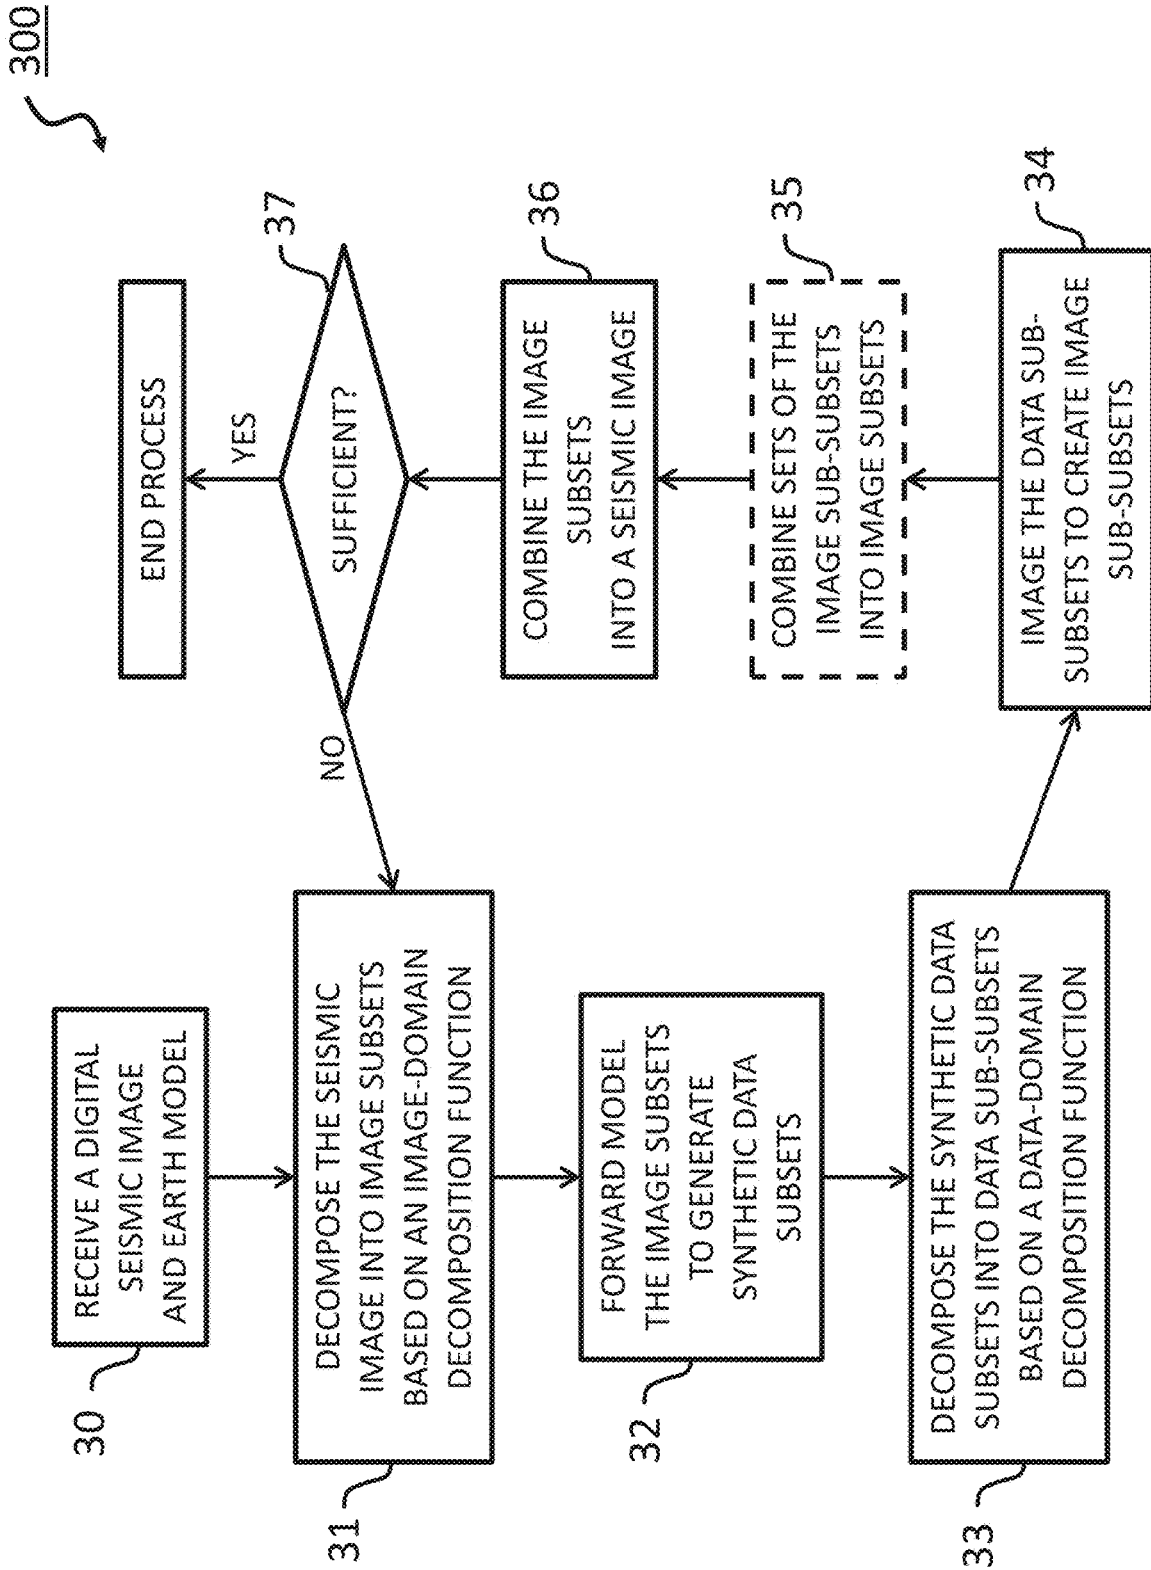 300
RECEIVE A DIGITAL
SEISMIC IMAGE
AND EARTH MODEL
30
DECOMPOSE THE SEISMIC
IMAGE INTO IMAGE SUBSETS
BASED ON AN IMAGE-DOMAIN
DECOMPOSITION FUNCTION
31
FORWARD MODEL
THE IMAGE SUBSETS
TO GENERATE
SYNTHETIC DATA
SUBSETS
32
DECOMPOSE THE SYNTHETIC DATA
SUBSETS INTO DATA SUB-SUBSETS
BASED ON A DATA-DOMAIN
DECOMPOSITION FUNCTION
33
IMAGE THE DATA SUB-
SUBSETS TO CREATE IMAGE
SUB-SUBSETS
34
COMBINE SETS OF THE
IMAGE SUB-SUBSETS
INTO IMAGE SUBSETS
35
COMBINE THE IMAGE
SUBSETS
INTO A SEISMIC IMAGE
36
SUFFICIENT?
37
NO
YES
END PROCESS